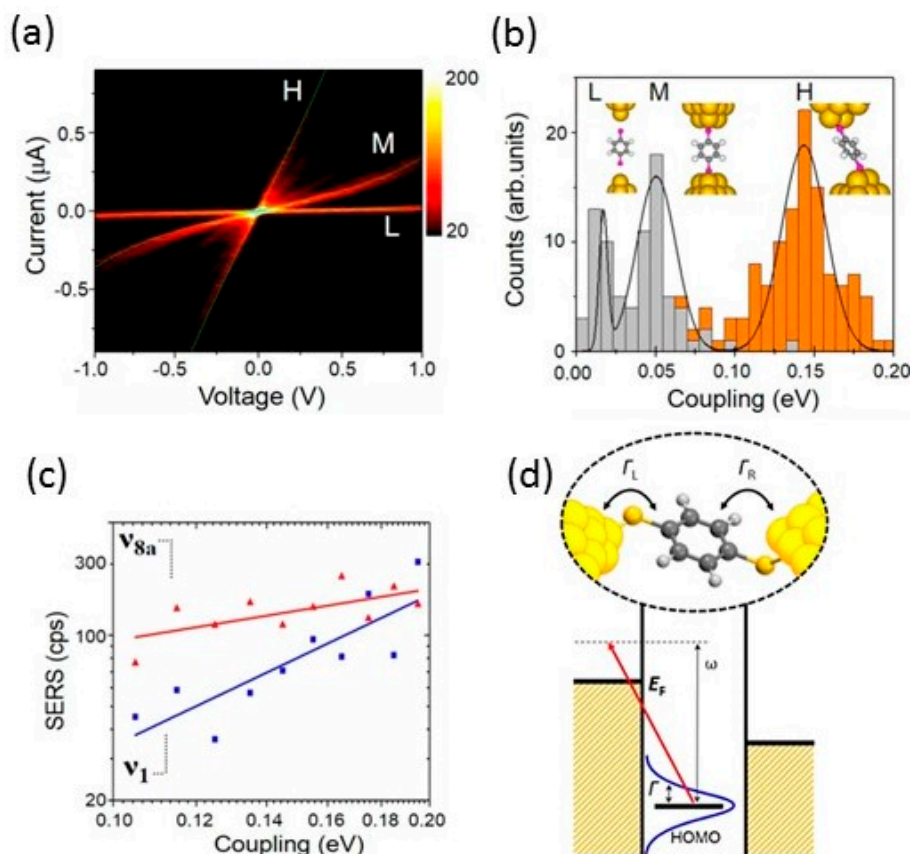 (a)
Current (µA)
0.5
0.0
-0.5
-1.0
-0.5
0.0
0.5
1.0
Voltage (V)
H
M
L
200
20
(b)
L
M
H
Counts (arb.units)
20
10
0
0.00
0.05
0.10
0.15
0.20
Coupling (eV)
(c)
SERS (cps)
300
100
20
ν8a
ν1
0.10
0.12
0.14
0.16
0.18
0.20
Coupling (eV)
(d)
ΓL
ΓR
EF
ω
Γ
HOMO